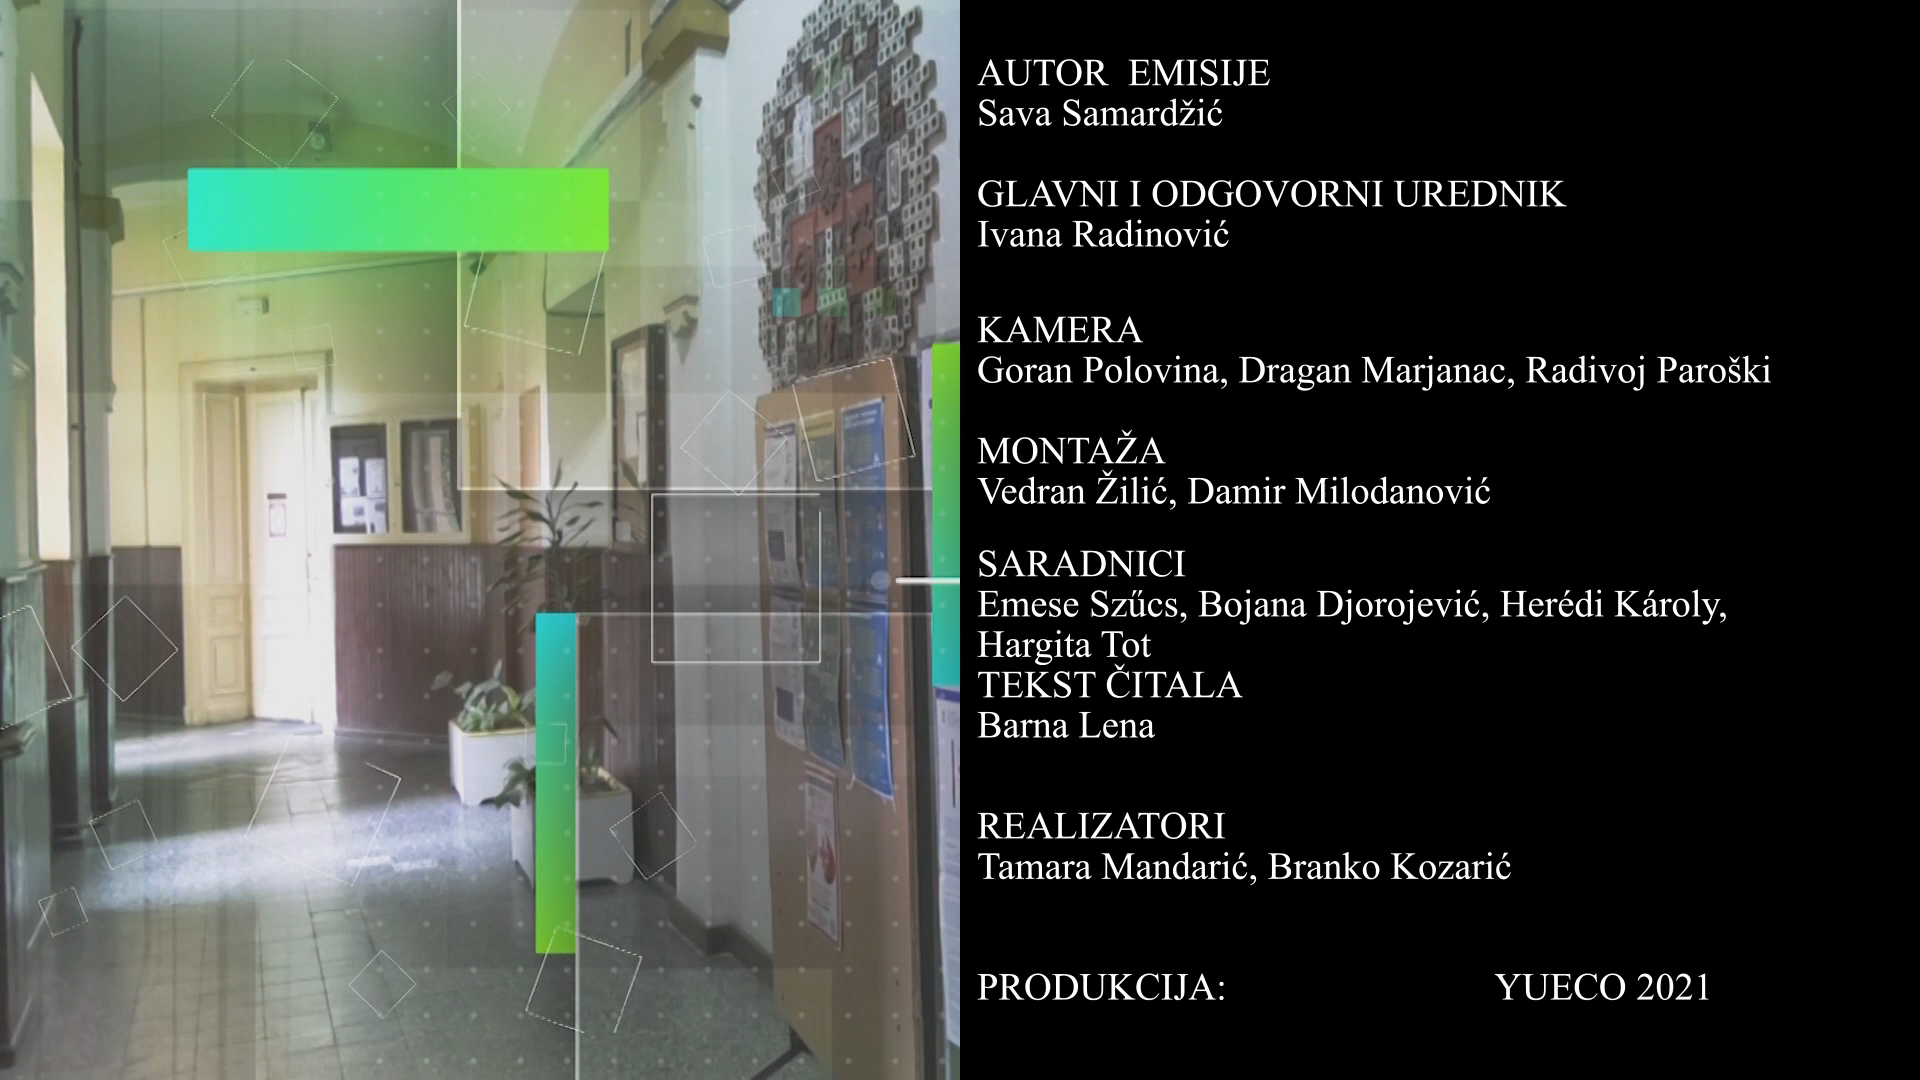 AUTOR EMISIJE
Sava Samardžić
GLAVNI I ODGOVORNI UREDNIK
Ivana Radinović
KAMERA
Goran Polovina, Dragan Marjanac, Radivoj Paroški
MONTAŽA
Vedran Žilić, Damir Milodanović
SARADNICI
Emese Szűcs, Bojana Djorojević, Herédi Károly,
Hargita Tot
TEKST ČITALA
Barna Lena
REALIZATORI
Tamara Mandarić, Branko Kozarić
PRODUKCIJA: YUECO 2021